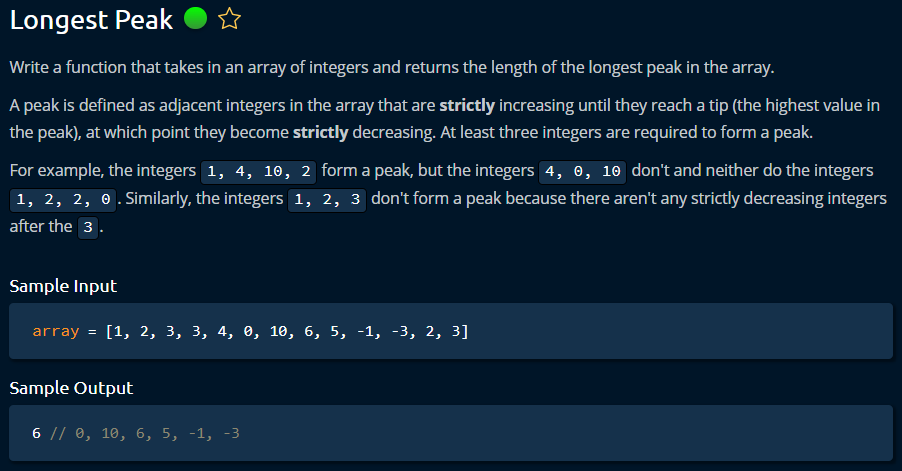 Longest Peak
Write a function that takes in an array of integers and returns the length of the longest peak in the array.
A peak is defined as adjacent integers in the array that are strictly increasing until they reach a tip (the highest value in
the peak), at which point they become strictly decreasing. At least three integers are required to form a peak.
For example, the integers 1, 4, 10, 2 form a peak, but the integers 4, 0, 10 don't and neither do the integers
1, 2, 2, 0. Similarly, the integers 1, 2, 3 don't form a peak because there aren't any strictly decreasing integers
after the 3.
Sample Input
array = [1, 2, 3, 3, 4, 0, 10, 6, 5, -1, -3, 2, 3]
Sample Output
6 // 0, 10, 6, 5, -1, -3